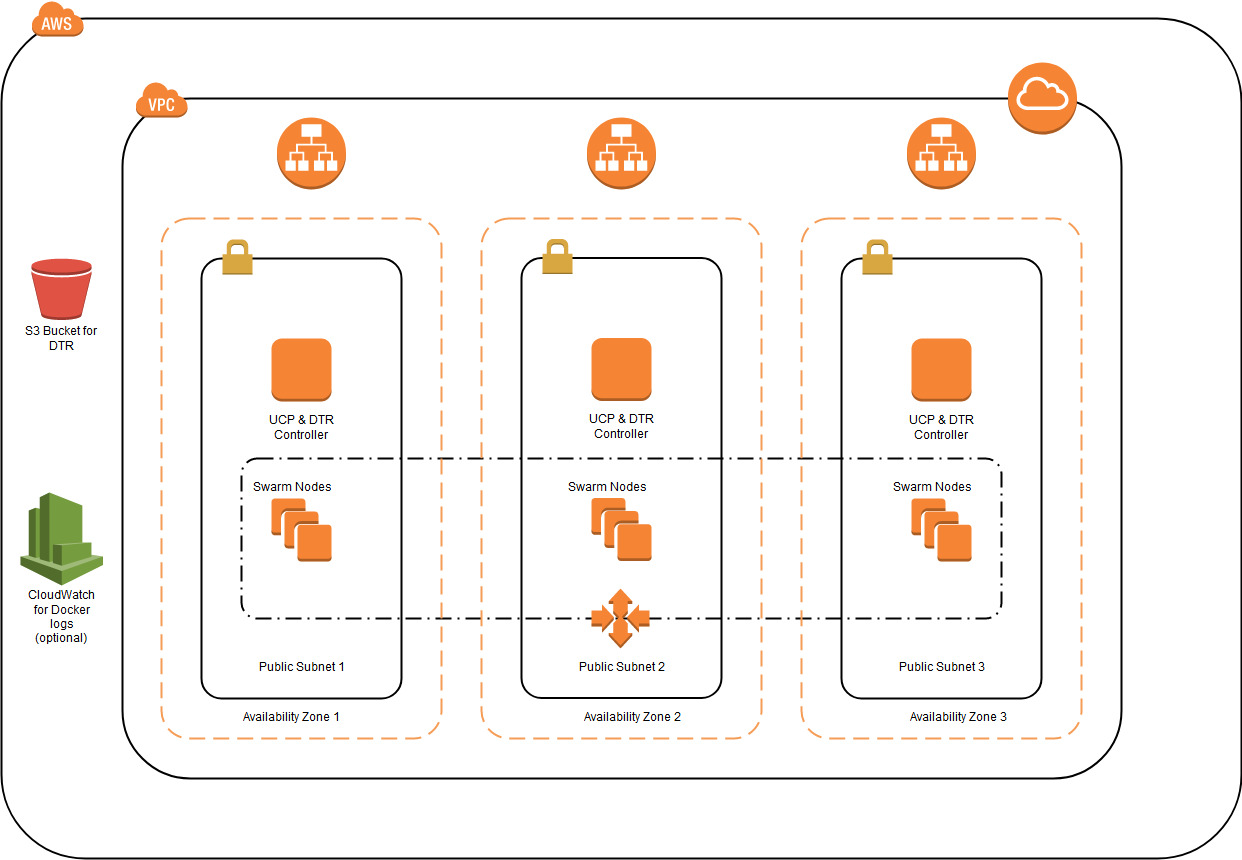 AWS
VPC
S3 Bucket for
DTR
UCP & DTR
Controller
UCP & DTR
Controller
UCP & DTR
Controller
Swarm Nodes
Swarm Nodes
Swarm Nodes
CloudWatch
for Docker
logs
(optional)
Public Subnet 1
Public Subnet 2
Public Subnet 3
Availability Zone 1
Availability Zone 2
Availability Zone 3